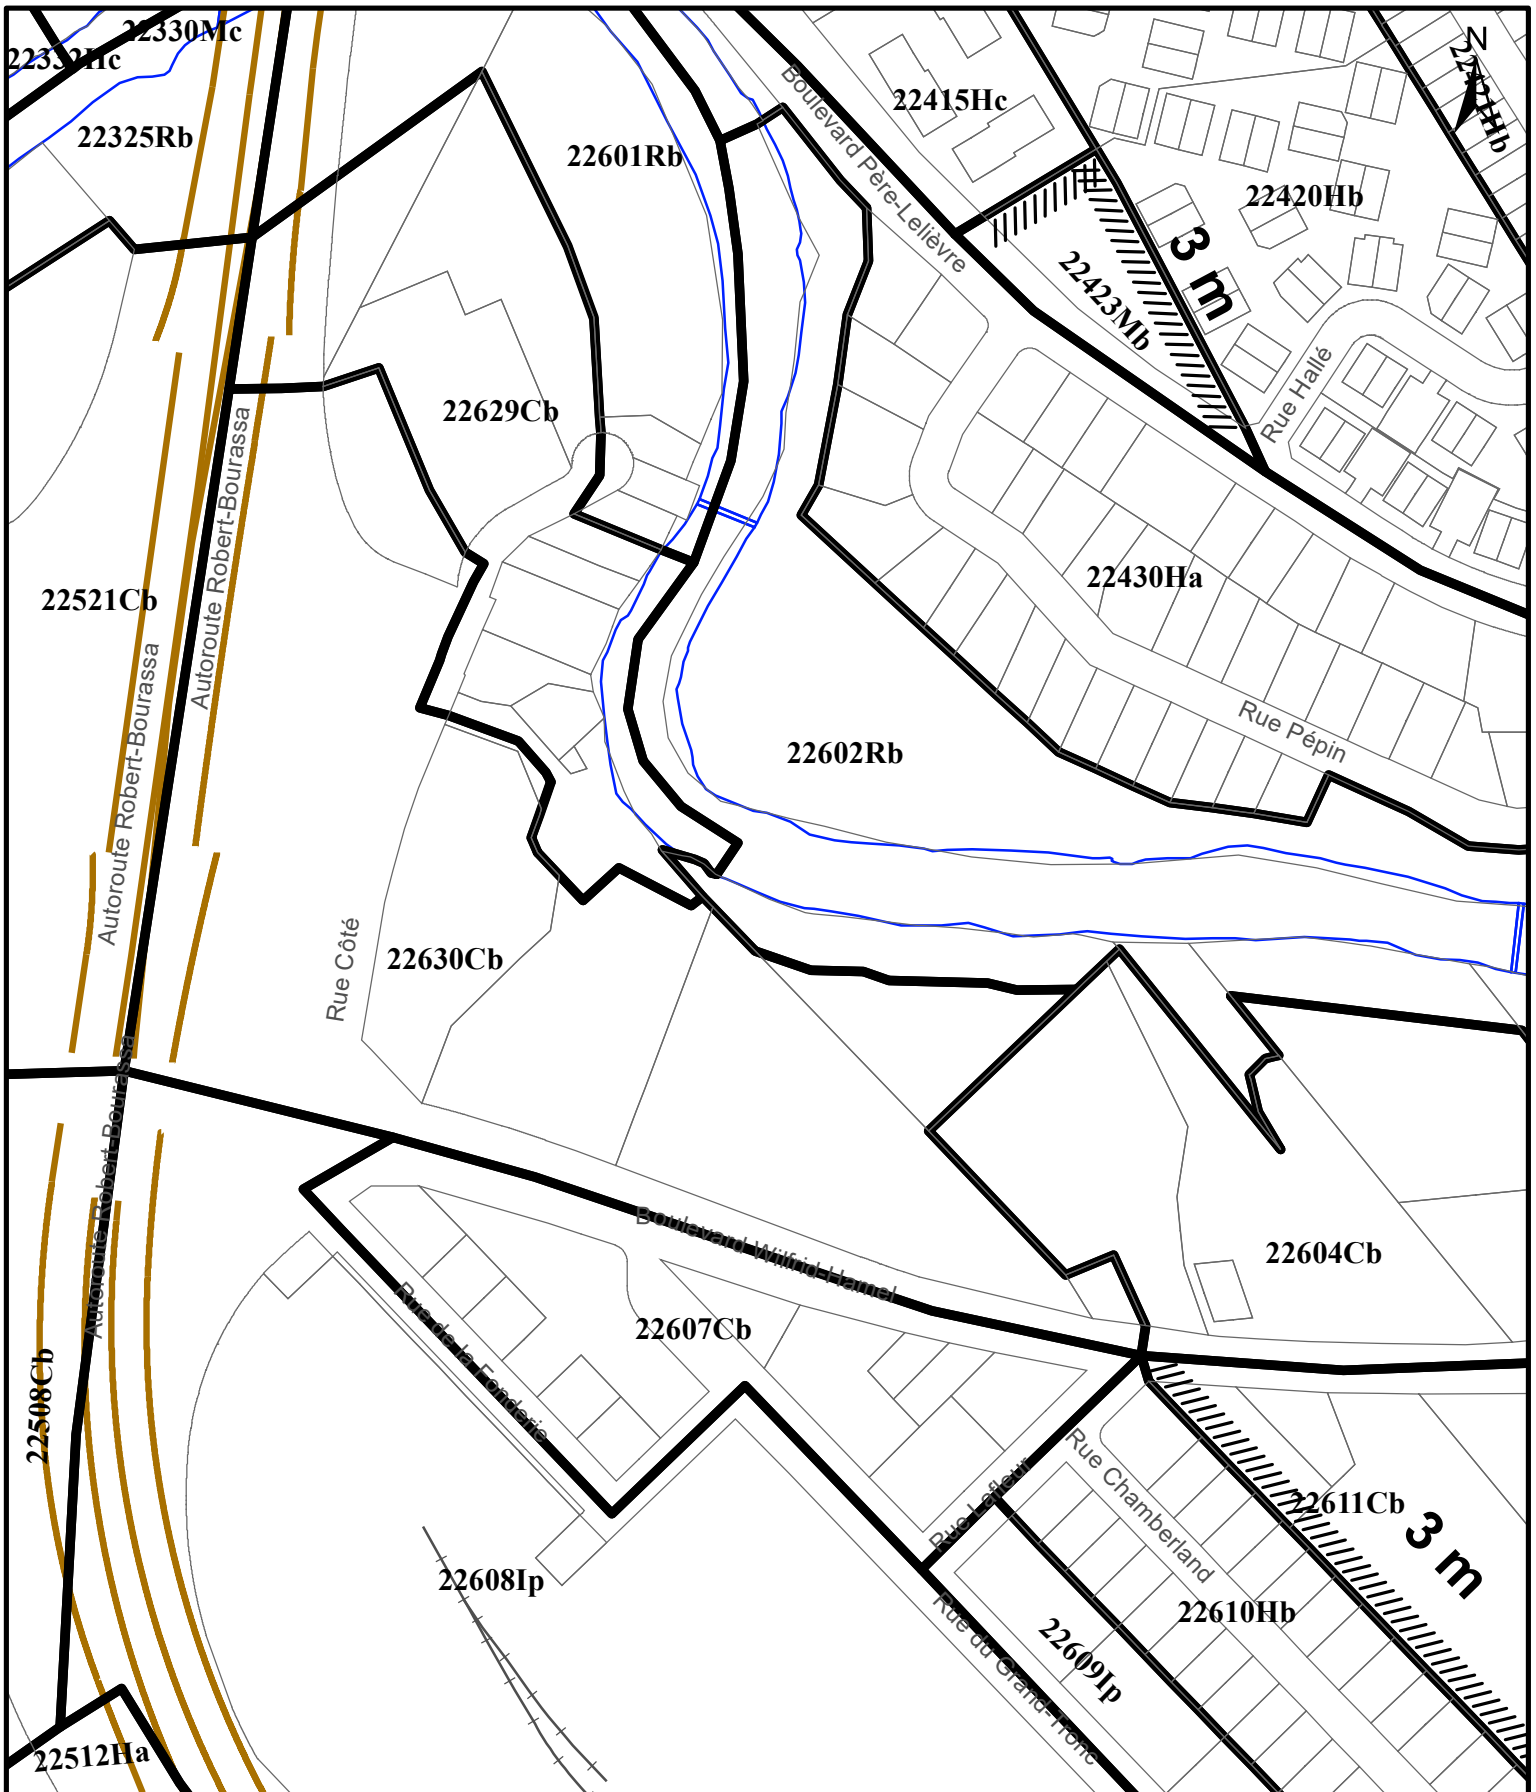 22330Mc
22332Hc
N
22415Hc
22421Hb
22325Rb
22601Rb
Boulevard Père-Lelièvre
22420Hb
3 m
22423Mb
22629Cb
Rue Hallé
Autoroute Robert-Bourassa
22521Cb
22430Ha
Autoroute Robert-Bourassa
22602Rb
Rue Pépin
22630Cb
Rue Côté
Autoroute Robert-Bourassa
Boulevard Wilfrid-Hamel
22604Cb
22607Cb
Rue de la Fonderie
22508Cb
Rue Lafleur
Rue Chamberland
22611Cb
3 m
22608Ip
22610Hb
22609Ip
Rue du Grand-Tronc
22512Ha